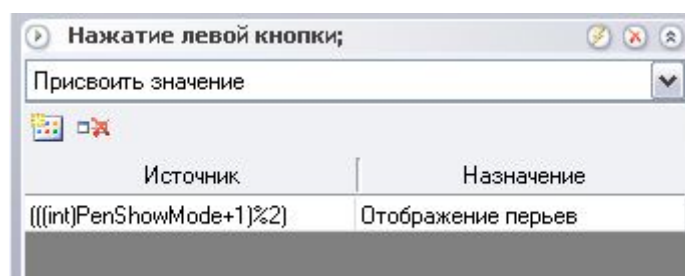 Нажатие левой кнопки;
Присвоить значение
Источник Назначение
(((int)PenShowMode+1)%2) Отображение перьев